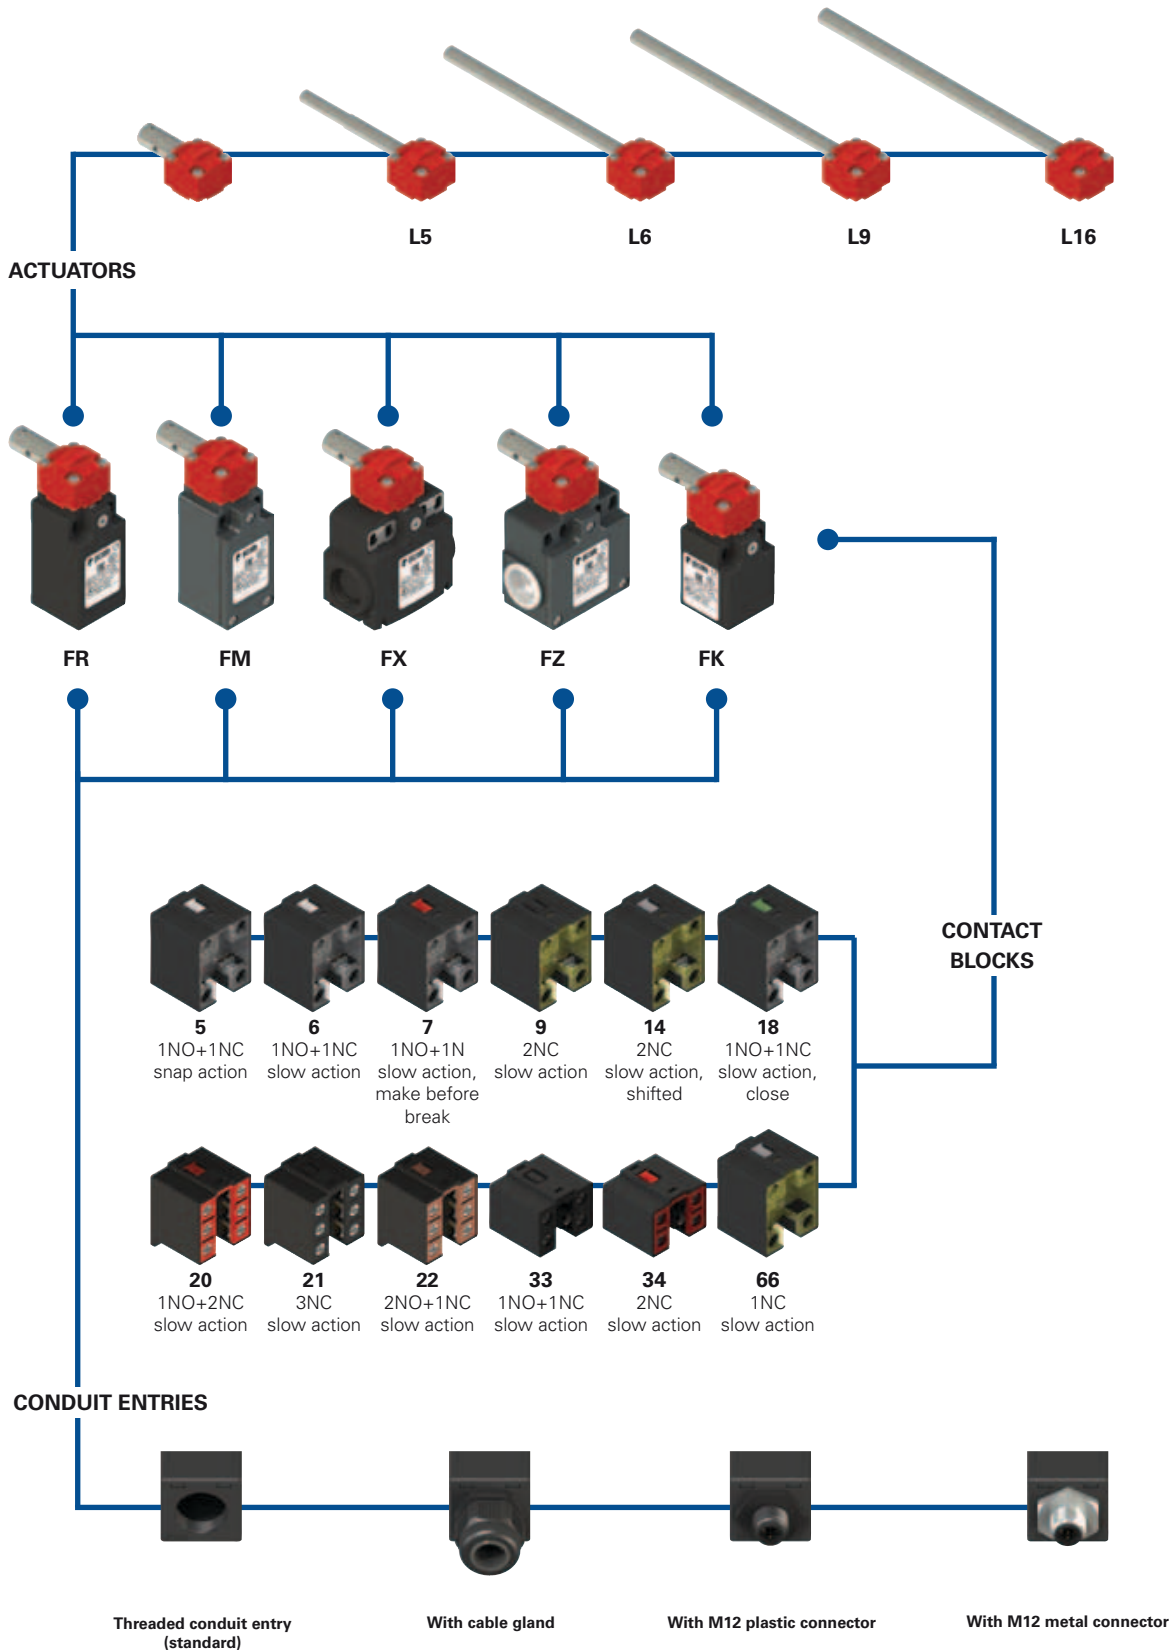 L5
L6
L9
L16
ACTUATORS
FR
FM
FX
FZ
FK
CONTACT
BLOCKS
5
1NO+1NC
snap action
6
1NO+1NC
slow action
7
1NO+1N
slow action,
make before
break
9
2NC
slow action
14
2NC
slow action,
shifted
18
1NO+1NC
slow action,
close
20
1NO+2NC
slow action
21
3NC
slow action
22
2NO+1NC
slow action
33
1NO+1NC
slow action
34
2NC
slow action
66
1NC
slow action
CONDUIT ENTRIES
Threaded conduit entry
(standard)
With cable gland
With M12 plastic connector
With M12 metal connector